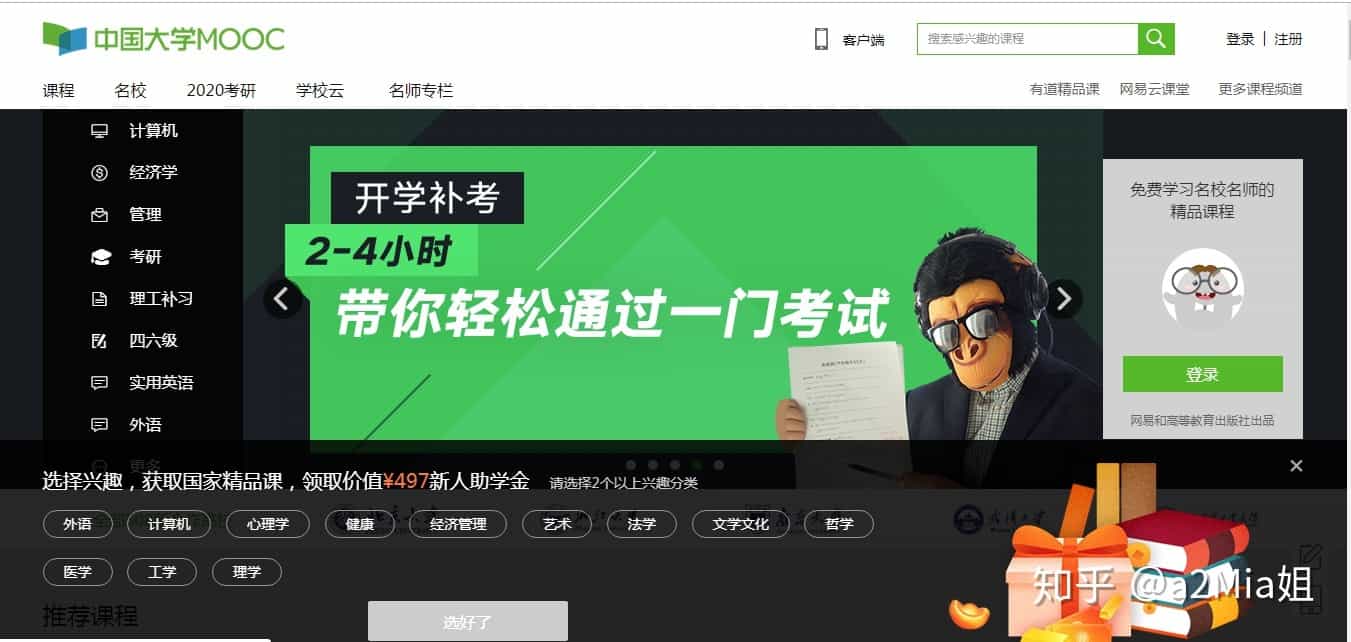 中国大学MOOC
客户端
搜索感兴趣的课程
登录 | 注册
课程 名校 2020考研 学校云 名师专栏
有道精品课 网易云课堂 更多课程频道
计算机
经济学
管理
考研
理工补习
四六级
实用英语
外语
更多
开学补考
2-4小时
带你轻松通过一门考试
免费学习名校名师的
精品课程
登录
网易和高等教育出版社出品
选择兴趣，获取国家精品课，领取价值¥497新人助学金 请选择2个以上兴趣分类
外语 计算机 心理学 健康 经济管理 艺术 法学 文学文化 哲学
医学 工学 理学
推荐课程
选好了
知乎 @a2Mia姐